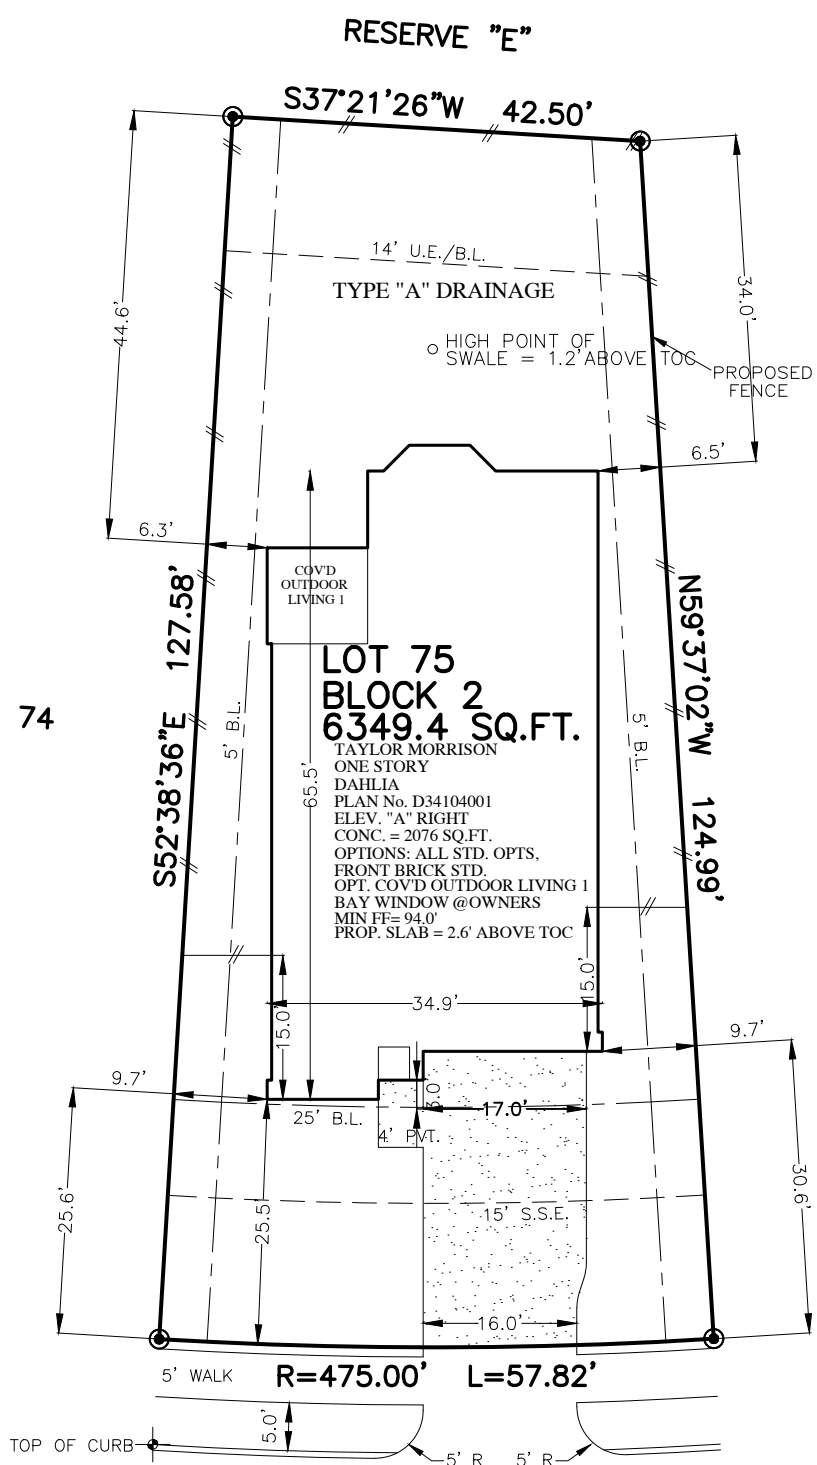 RESERVE "E"
S37°21'26"W 42.50'
44.6'
14' U.E./B.L.
TYPE "A" DRAINAGE
34.0'
HIGH POINT OF
SWALE = 1.2' ABOVE TOC
PROPOSED
FENCE
6.5'
6.3'
COV'D
OUTDOOR
LIVING 1
S52°38'36"E 127.58'
N59°37'02"W 124.99'
74
5' B.L.
5' B.L.
LOT 75
BLOCK 2
6349.4 SQ.FT.
65.5'
TAYLOR MORRISON
ONE STORY
DAHLIA
PLAN No. D34104001
ELEV. "A" RIGHT
CONC. = 2076 SQ.FT.
OPTIONS: ALL STD. OPTS,
FRONT BRICK STD.
OPT. COV'D OUTDOOR LIVING 1
BAY WINDOW @OWNERS
MIN FF= 94.0'
PROP. SLAB = 2.6' ABOVE TOC
15.0'
15.0'
34.9'
9.7'
9.7'
17.0'
25' B.L.
4' PVT.
25.6'
25.5'
30.6'
15' S.S.E.
16.0'
5' WALK
R=475.00' L=57.82'
5.0'
TOP OF CURB
5' R
5' R